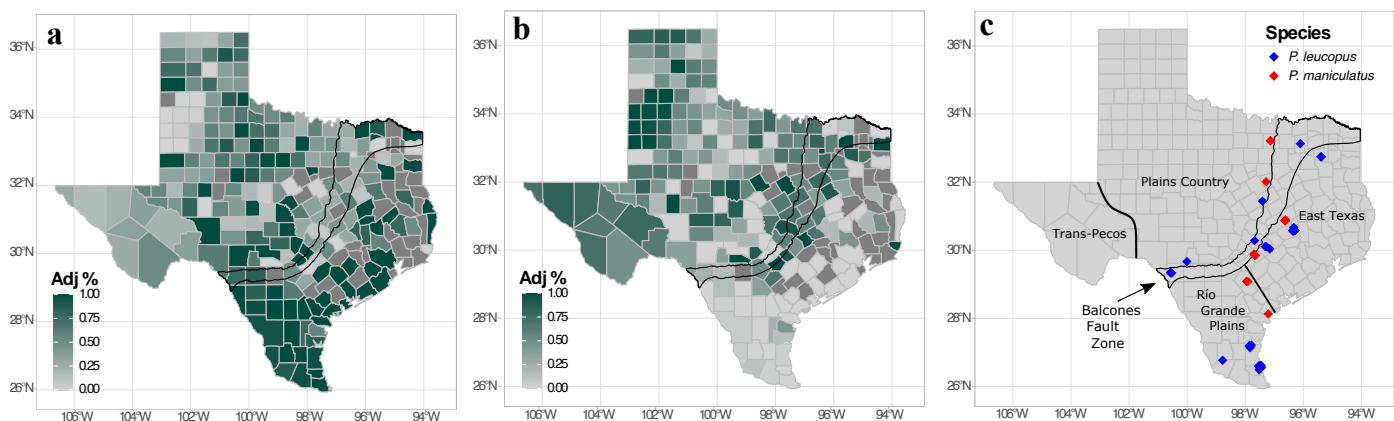 a
36°N
34°N
32°N
30°N
28°N
26°N
Adj %
1.00
0.75
0.50
0.25
0.00
106°W
104°W
102°W
100°W
98°W
96°W
94°W
b
36°N
34°N
32°N
30°N
28°N
26°N
Adj %
1.00
0.75
0.50
0.25
0.00
106°W
104°W
102°W
100°W
98°W
96°W
94°W
c
Species
P. leucopus
P. maniculatus
36°N
34°N
32°N
30°N
28°N
26°N
Plains Country
East Texas
Trans-Pecos
Río
Grande
Plains
Balcones
Fault
Zone
106°W
104°W
102°W
100°W
98°W
96°W
94°W